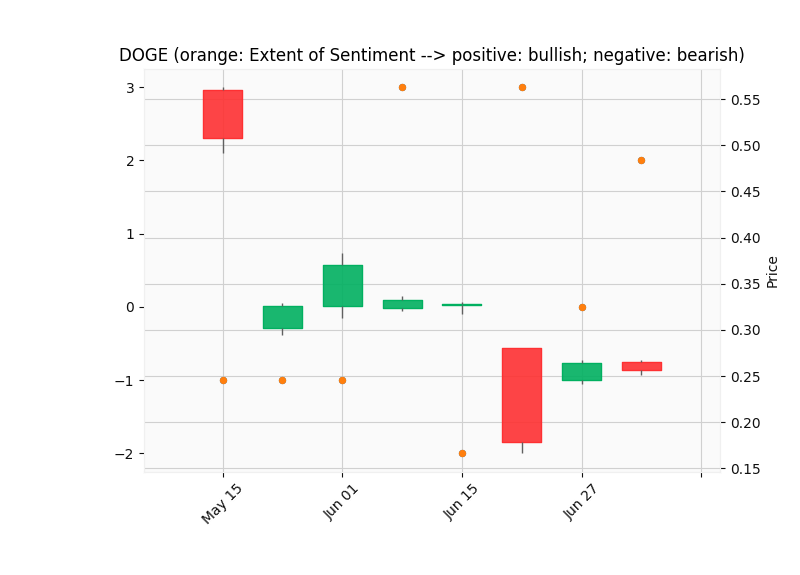 DOGE (orange: Extent of Sentiment --> positive: bullish; negative: bearish)
3
2
1
0
−1
−2
0.55
0.50
0.45
0.40
0.35
0.30
0.25
0.20
0.15
Price
May 15
Jun 01
Jun 15
Jun 27